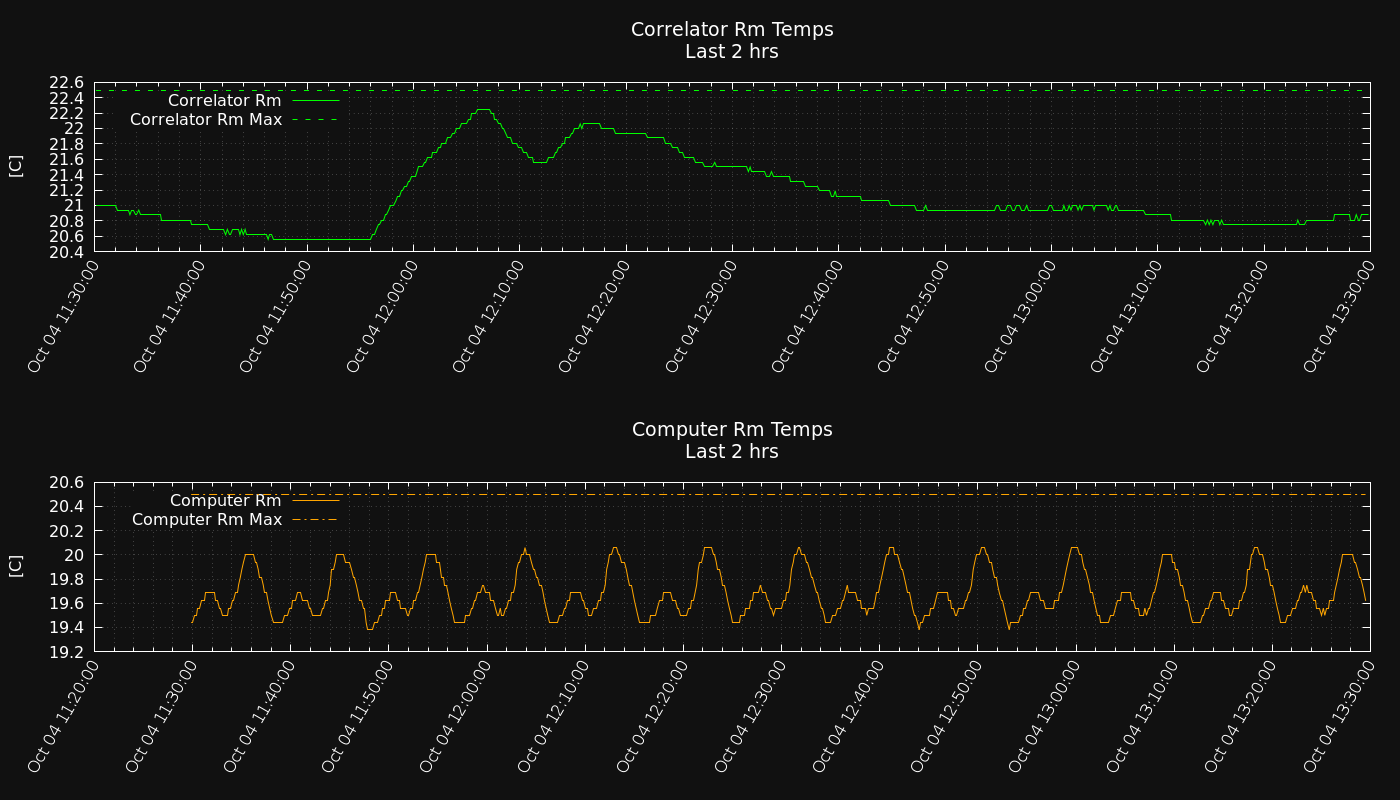 Correlator Rm Temps
Last 2 hrs
[C]
22.6
22.4
22.2
22
21.8
21.6
21.4
21.2
21
20.8
20.6
20.4
Correlator Rm
Correlator Rm Max
Oct 04 11:30:00
Oct 04 11:40:00
Oct 04 11:50:00
Oct 04 12:00:00
Oct 04 12:10:00
Oct 04 12:20:00
Oct 04 12:30:00
Oct 04 12:40:00
Oct 04 12:50:00
Oct 04 13:00:00
Oct 04 13:10:00
Oct 04 13:20:00
Oct 04 13:30:00
Computer Rm Temps
Last 2 hrs
[C]
20.6
20.4
20.2
20
19.8
19.6
19.4
19.2
Computer Rm
Computer Rm Max
Oct 04 11:20:00
Oct 04 11:30:00
Oct 04 11:40:00
Oct 04 11:50:00
Oct 04 12:00:00
Oct 04 12:10:00
Oct 04 12:20:00
Oct 04 12:30:00
Oct 04 12:40:00
Oct 04 12:50:00
Oct 04 13:00:00
Oct 04 13:10:00
Oct 04 13:20:00
Oct 04 13:30:00